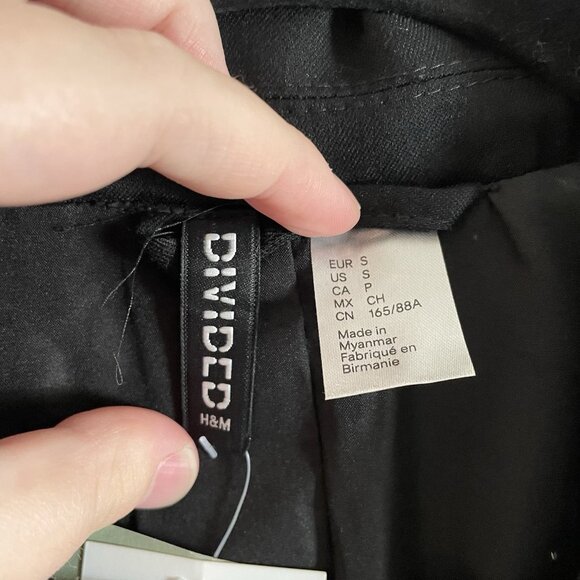 DIVIDED
H&M
EUR S
US S
CA P
MX CH
CN 165/88A
Made in
Myanmar
Fabriqué en
Birmanie